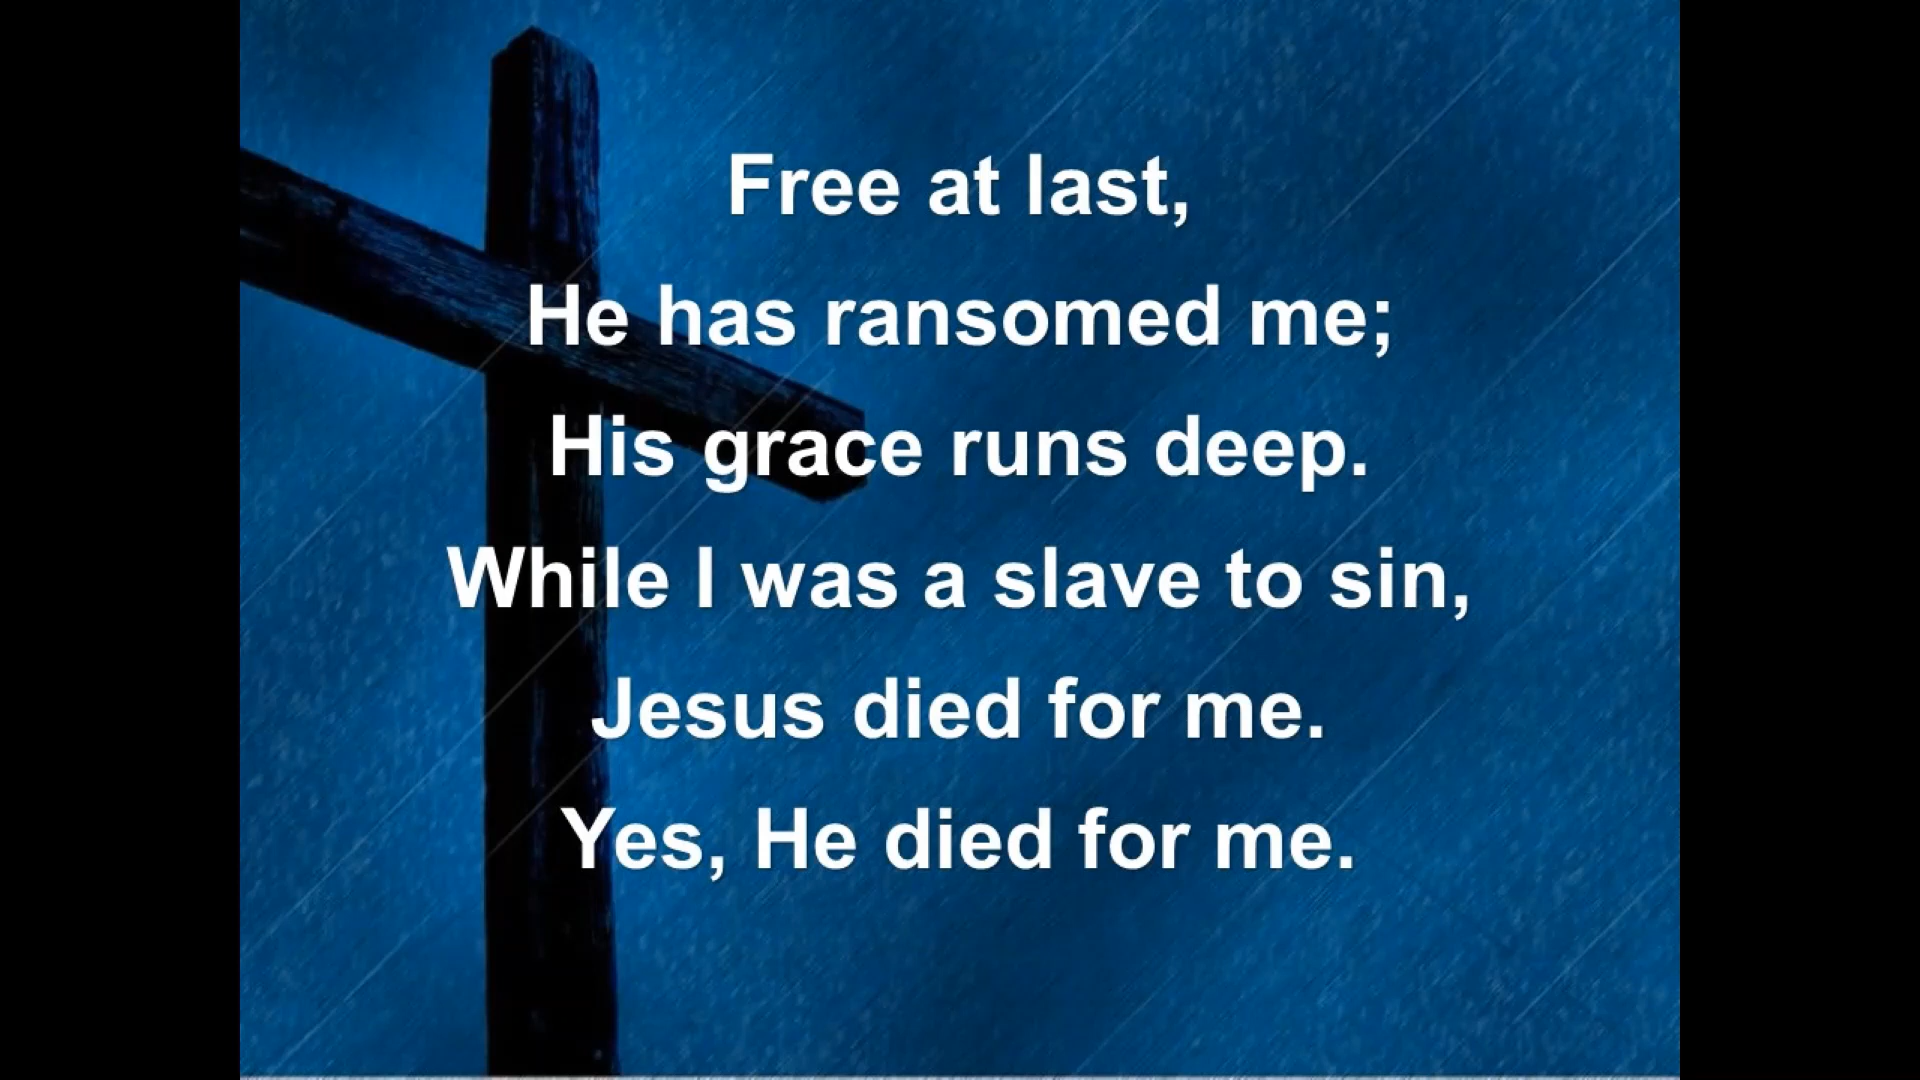 Free at last,
He has ransomed me;
His grace runs deep.
While I was a slave to sin,
Jesus died for me.
Yes, He died for me.